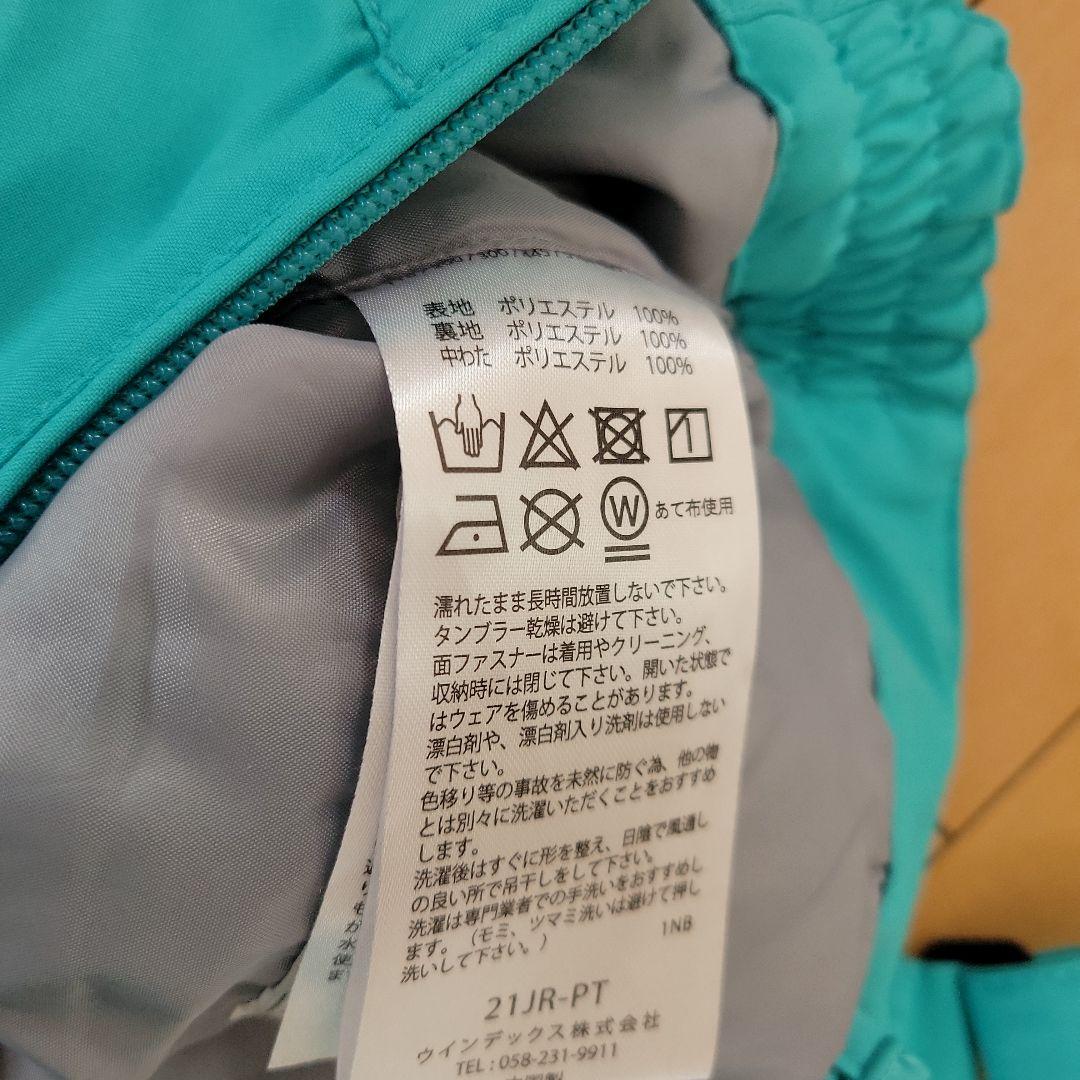 表地 ポリエステル 100%
裏地 ポリエステル 100%
中わた ポリエステル 100%
W あて布使用
濡れたまま長時間放置しないで下さい。
タンブラー乾燥は避けて下さい。
面ファスナーは着用やクリーニング、
収納時には閉じて下さい。開いた状態で
はウェアを傷めることがあります。
漂白剤や、漂白剤入り洗剤は使用しない
で下さい。
色移り等の事故を未然に防ぐ為、他の物
とは別々に洗濯いただくことをおすすめ
します。
洗濯後はすぐに形を整え、日陰で風通し
の良い所で吊干しをして下さい。
洗濯は専門業者での手洗いをおすすめし
ます。（モミ、ツマミ洗いは避けて押し
洗いして下さい。）
1NB
21JR-PT
ウインデックス株式会社
TEL : 058-231-9911